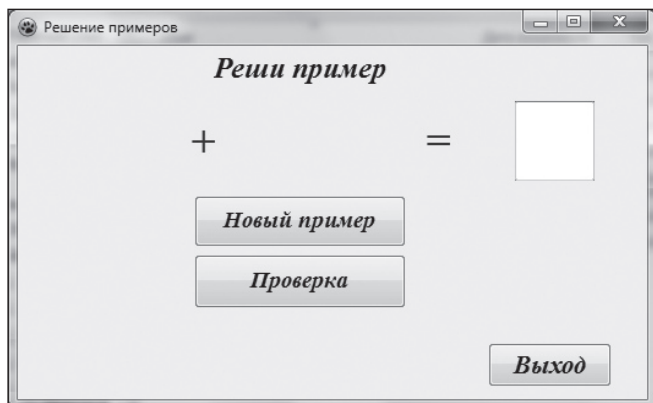 Решение примеров
Реши пример
+ =
Новый пример
Проверка
Выход